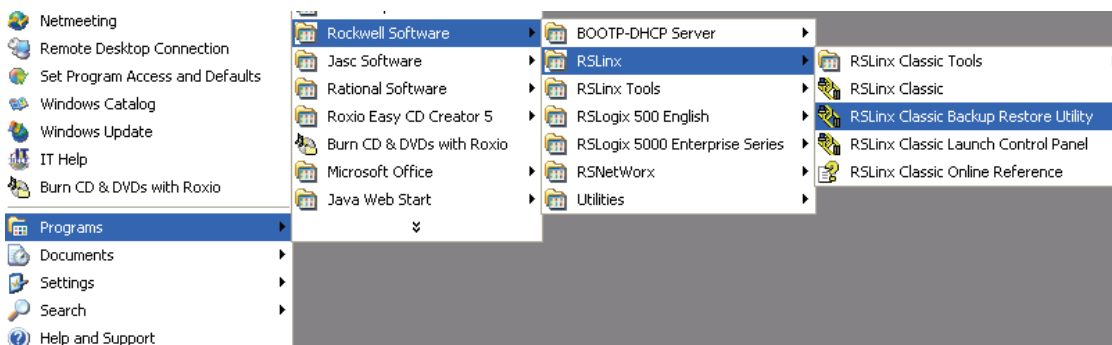 Netmeeting
Remote Desktop Connection
Set Program Access and Defaults
Windows Catalog
Windows Update
IT Help
Burn CD & DVDs with Roxio
Programs
Documents
Settings
Search
Help and Support
Rockwell Software
Jasc Software
Rational Software
Roxio Easy CD Creator 5
Burn CD & DVDs with Roxio
Microsoft Office
Java Web Start
BOOTP-DHCP Server
RSLinx
RSLinx Tools
RSLogix 500 English
RSLogix 5000 Enterprise Series
RSNetWorx
Utilities
RSLinx Classic Tools
RSLinx Classic
RSLinx Classic Backup Restore Utility
RSLinx Classic Launch Control Panel
RSLinx Classic Online Reference